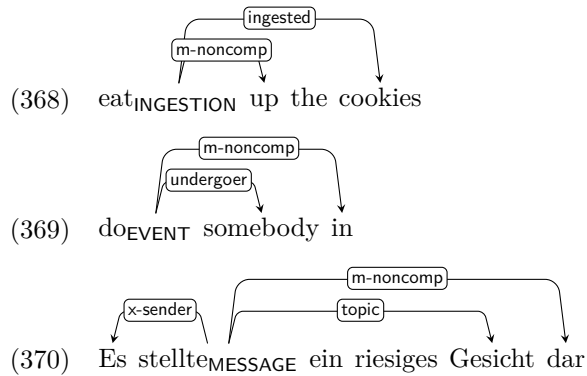 ingested
m-noncomp
(368) eatINGESTION up the cookies
m-noncomp
undergoer
(369) doEVENT somebody in
m-noncomp
x-sender topic
(370) Es stellteMESSAGE ein riesiges Gesicht dar